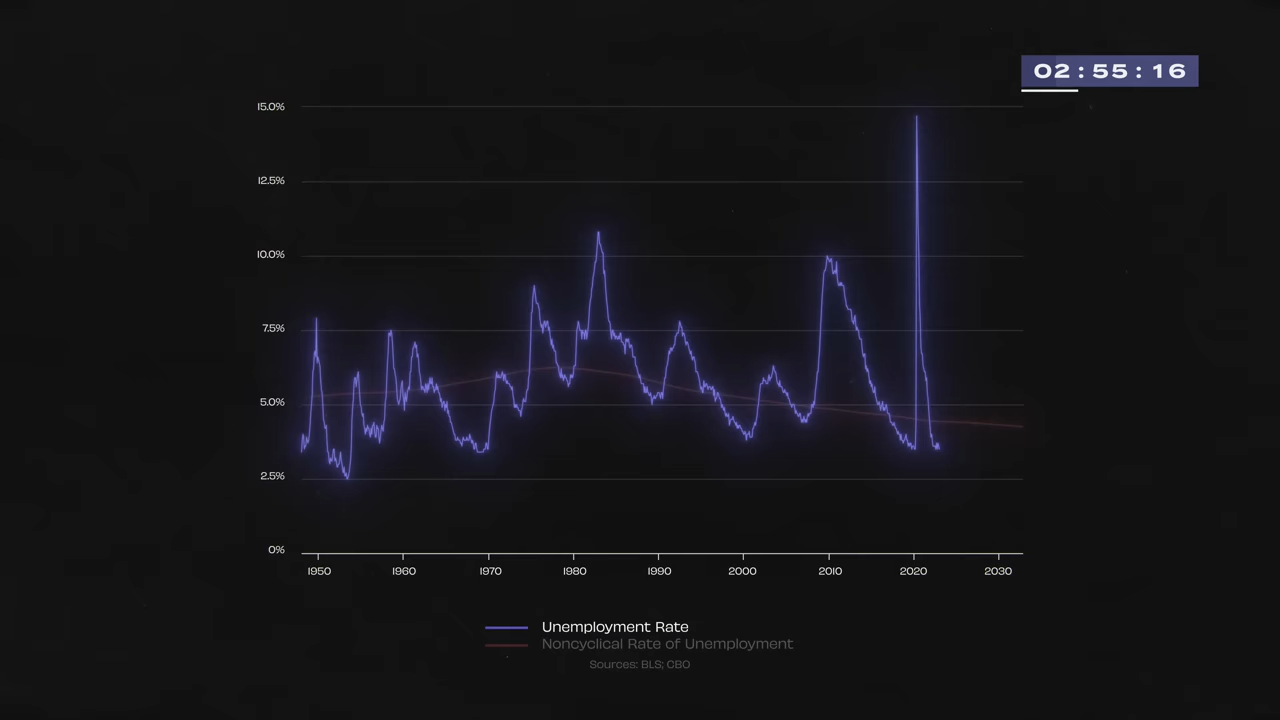 02:55:16
15.0%
12.5%
10.0%
7.5%
5.0%
2.5%
0%
1950 1960 1970 1980 1990 2000 2010 2020 2030
Unemployment Rate
Noncyclical Rate of Unemployment
Sources: BLS; CBO